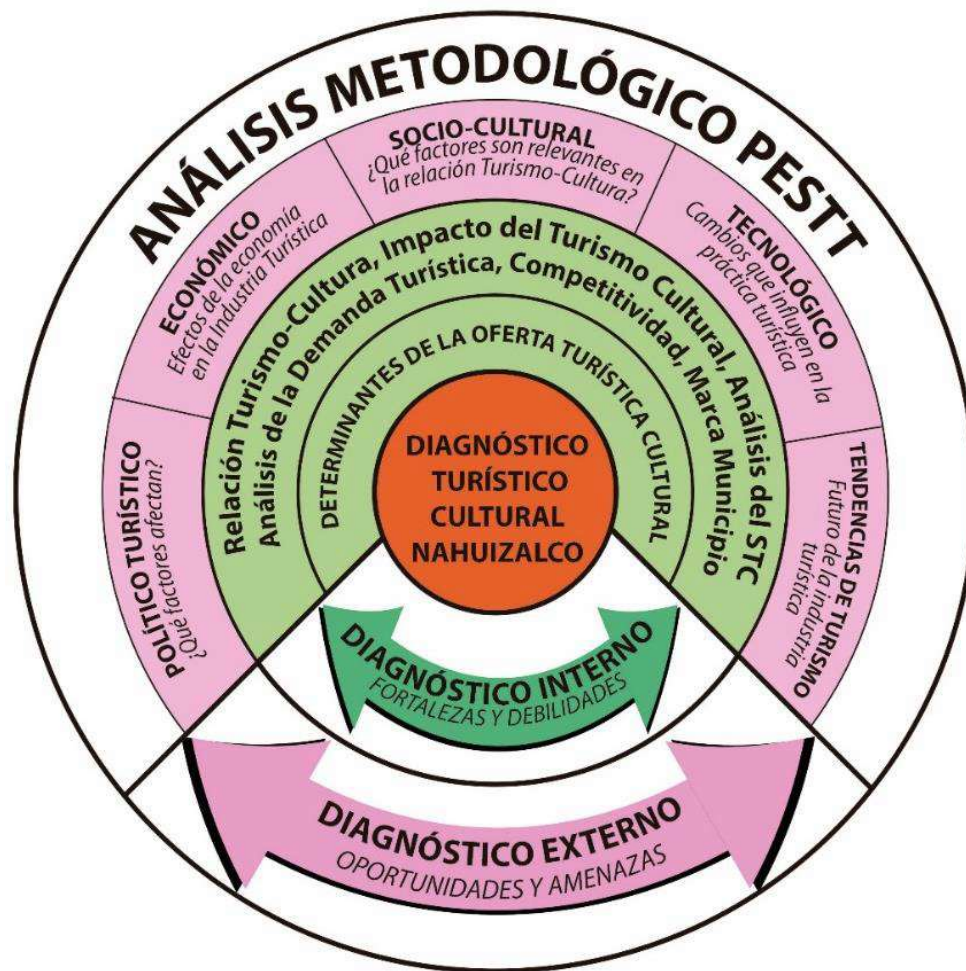 ANÁLISIS METODOLÓGICO PESTT
POLÍTICO TURÍSTICO
¿Qué factores afectan?
ECONÓMICO
Efectos de la economía
en la Industria Turística
SOCIO-CULTURAL
¿Qué factores son relevantes en
la relación Turismo-Cultura?
TECNOLÓGICO
Cambios que influyen en la
práctica turística
TENDENCIAS DE TURISMO
Futuro de la industria
turística
Relación Turismo-Cultura, Impacto del Turismo Cultural, Análisis del STC
Análisis de la Demanda Turística, Competitividad, Marca Municipio
DETERMINANTES DE LA OFERTA TURÍSTICA CULTURAL
DIAGNÓSTICO
TURÍSTICO
CULTURAL
NAHUIZALCO
DIAGNÓSTICO INTERNO
FORTALEZAS Y DEBILIDADES
DIAGNÓSTICO EXTERNO
OPORTUNIDADES Y AMENAZAS